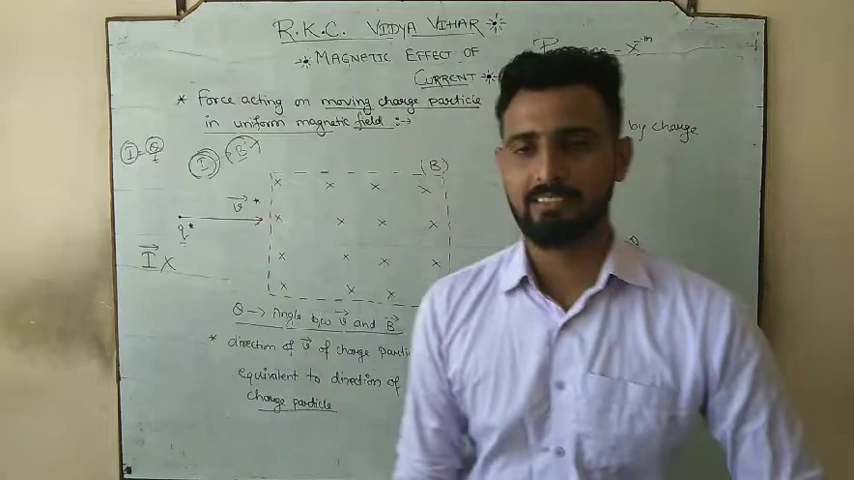 R.K.C. VIDYA VIHAR
MAGNETIC EFFECT OF
CURRENT
* Force acting on moving charge particle
in uniform magnetic field :→
by charge
I = Q/t
I
(B)
v⃗
q
I⃗ X
θ → Angle b/w v⃗ and B⃗
* direction of v⃗ of charge
equivalent to direction of
charge particle